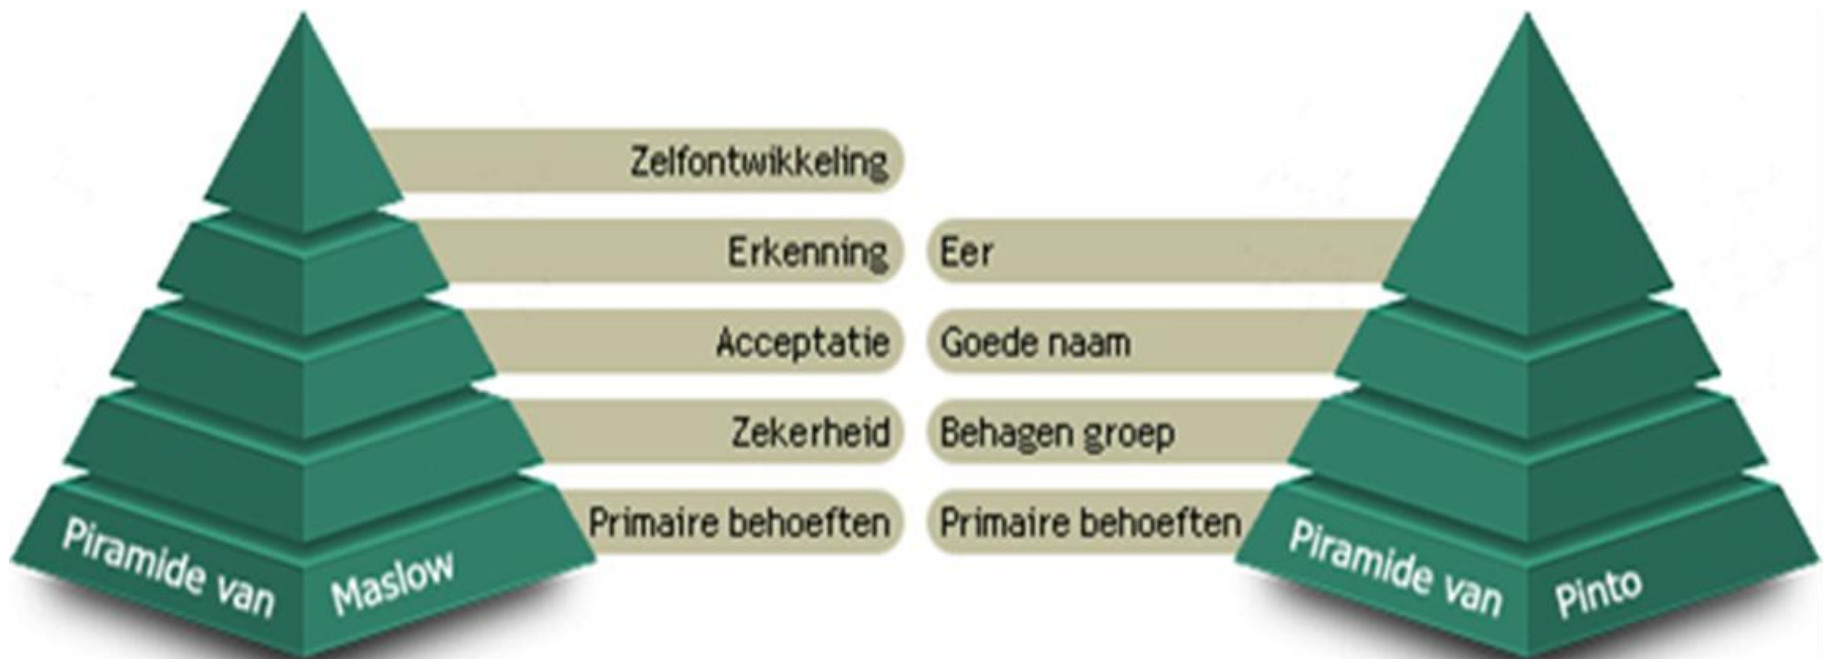 Zelfontwikkeling
Erkenning
Eer
Acceptatie
Goede naam
Zekerheid
Behagen groep
Primaire behoeften
Primaire behoeften
Piramide van Maslow
Piramide van Pinto